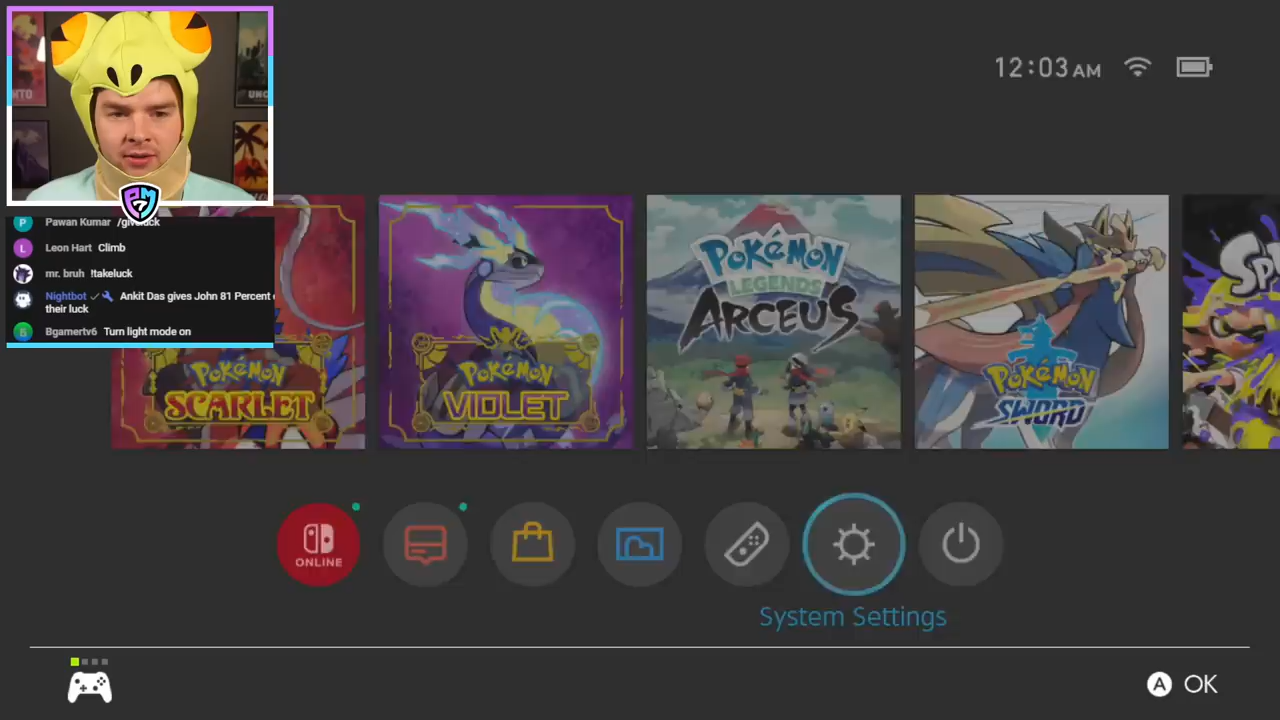 12:03 AM
Pawan Kumar /giveluck
Leon Hart Climb
mr. bruh !takeluck
Nightbot Ankit Das gives John 81 Percent
their luck
Bgamertv6 Turn light mode on
Pokémon
SCARLET
Pokémon
VIOLET
Pokémon
LEGENDS
ARCEUS
Pokémon
SWORD
ONLINE
System Settings
A OK